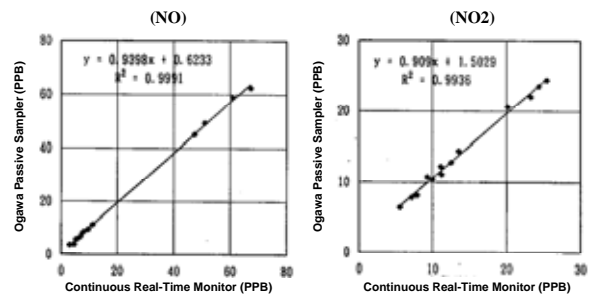 (NO)
(NO2)
80
60
40
20
0
0 20 40 60 80
y = 0.9398x + 0.6233
R² = 0.9991
Ogawa Passive Sampler (PPB)
Continuous Real-Time Monitor (PPB)
30
20
10
0
0 10 20 30
y = 0.909x + 1.5029
R² = 0.9936
Ogawa Passive Sampler (PPB)
Continuous Real-Time Monitor (PPB)